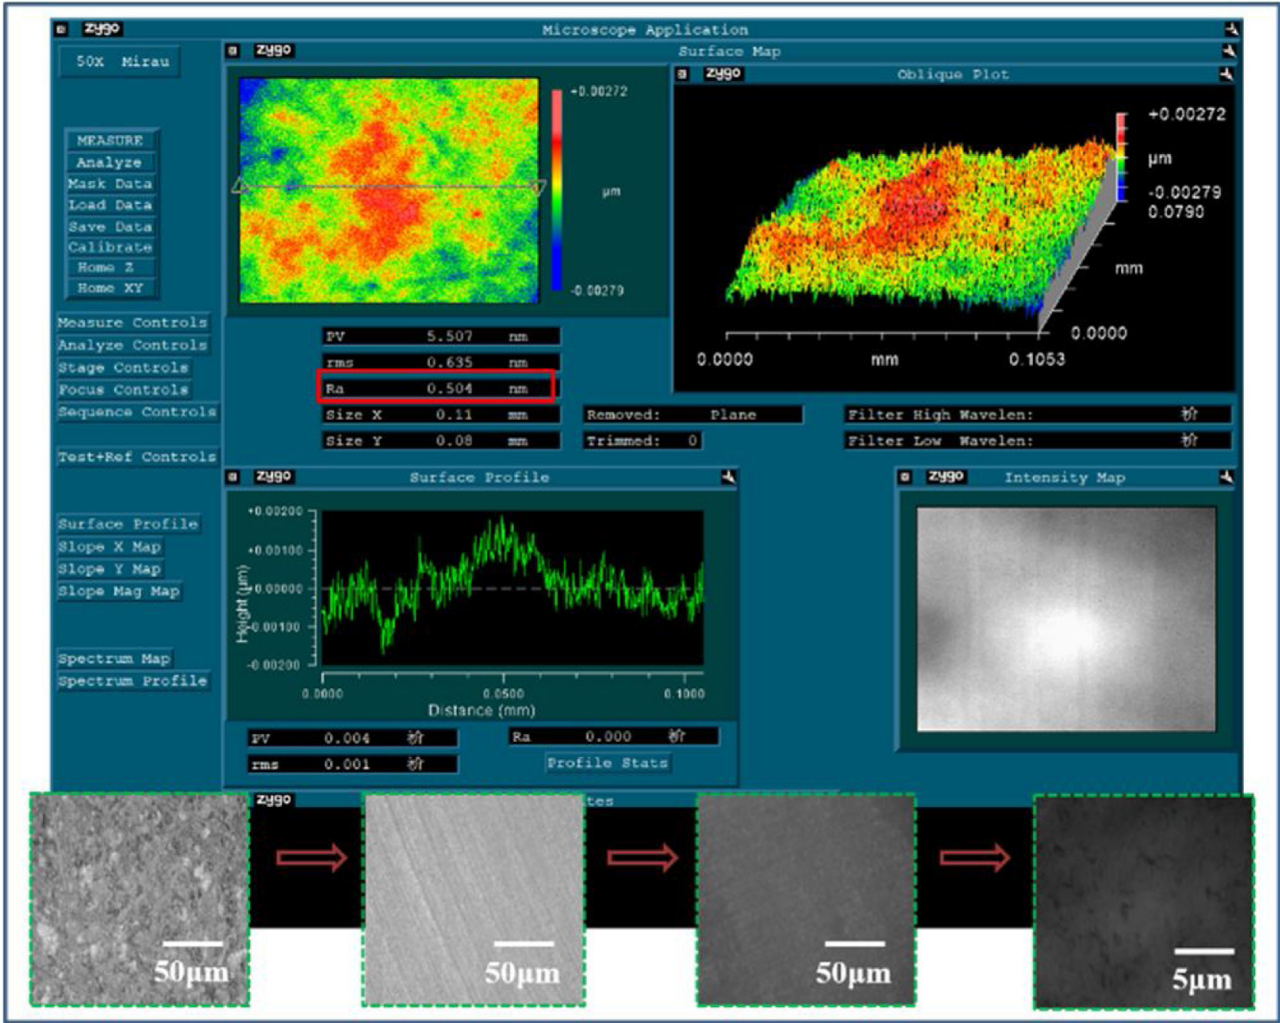 zygo
Microscope Application
50X Mirau
zygo
Surface Map
MEASURE
Analyze
Mask Data
Load Data
Save Data
Calibrate
Home Z
Home XY
Measure Controls
Analyze Controls
Stage Controls
Focus Controls
Sequence Controls
Test+Ref Controls
Surface Profile
Slope X Map
Slope Y Map
Slope Mag Map
Spectrum Map
Spectrum Profile
+0.00272
μm
-0.00279
zygo
Oblique Plot
+0.00272
μm
-0.00279
0.0790
mm
0.0000
0.0000
mm
0.1053
PV 5.507 nm
rms 0.635 nm
Ra 0.504 nm
Size X 0.11 mm
Size Y 0.08 mm
Removed: Plane
Trimmed: 0
Filter High Wavelen:
Filter Low Wavelen:
zygo
Surface Profile
+0.00200
+0.00100
+0.00000
-0.00100
-0.00200
Height (μm)
0.0000
0.0500
0.1000
Distance (mm)
PV 0.004
rms 0.001
Ra 0.000
Profile Stats
zygo
Intensity Map
zygo
tes
50μm
50μm
50μm
5μm